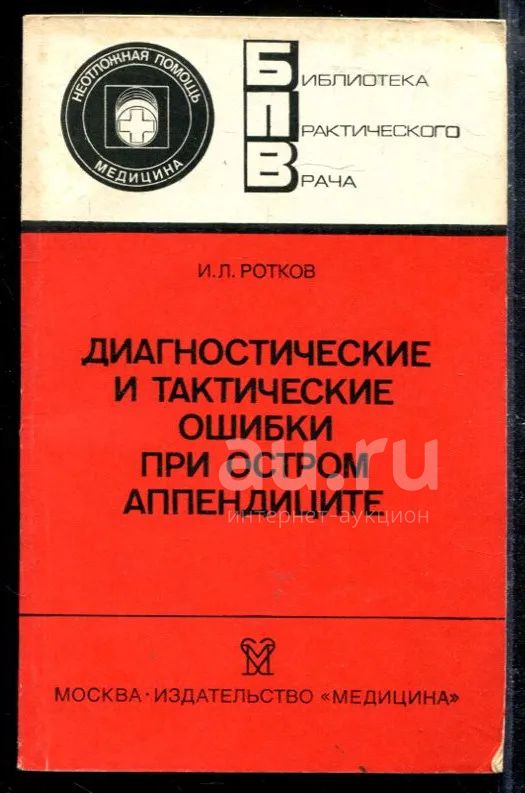 НЕОТЛОЖНАЯ ПОМОЩЬ
МЕДИЦИНА
БИБЛИОТЕКА
ПРАКТИЧЕСКОГО
ВРАЧА
И. Л. РОТКОВ
ДИАГНОСТИЧЕСКИЕ
И ТАКТИЧЕСКИЕ
ОШИБКИ
ПРИ ОСТРОМ
АППЕНДИЦИТЕ
au.ru
интернет-аукцион
МОСКВА · ИЗДАТЕЛЬСТВО «МЕДИЦИНА»